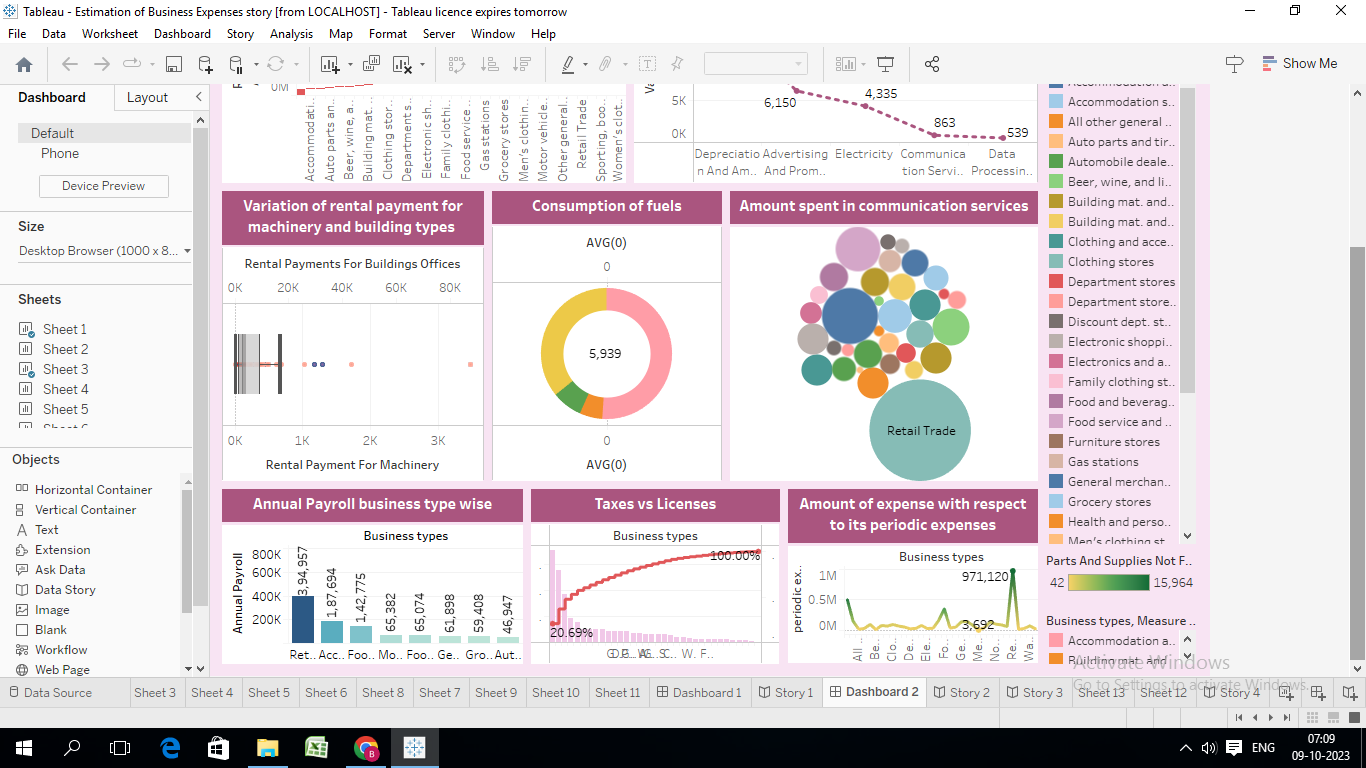 Tableau - Estimation of Business Expenses story [from LOCALHOST] - Tableau licence expires tomorrow
File Data Worksheet Dashboard Story Analysis Map Format Server Window Help
Show Me
Dashboard Layout
Default
Phone
Device Preview
Size
Desktop Browser (1000 x 8...
Sheets
Sheet 1
Sheet 2
Sheet 3
Sheet 4
Sheet 5
Objects
Horizontal Container
Vertical Container
Text
Extension
Ask Data
Data Story
Image
Blank
Workflow
Web Page
0M
Accommodati..
Auto parts an..
Beer, wine, a..
Building mat..
Clothing stor..
Departments..
Electronic sh..
Family clothi..
Food service..
Gas stations
Grocery stores
Men's clothin..
Motor vehicle..
Other general..
Retail Trade
Sporting, boo..
Women's clot..
5K
0K
6,150
4,335
863
539
Depreciatio Advertising Electricity Communica Data
n And Am.. And Prom.. tion Servi.. Processin..
Variation of rental payment for
machinery and building types
Rental Payments For Buildings Offices
0K 20K 40K 60K 80K
0K 1K 2K 3K
Rental Payment For Machinery
Consumption of fuels
AVG(0)
0
5,939
0
AVG(0)
Amount spent in communication services
Retail Trade
Annual Payroll business type wise
Business types
Annual Payroll
800K
600K
400K
200K
3,94,957
1,87,694
1,42,775
65,382
65,074
61,898
59,408
46,947
Ret.. Acc.. Foo.. Mo.. Foo.. Ge.. Gro.. Aut..
Taxes vs Licenses
Business types
100.00%
20.69%
Amount of expense with respect
to its periodic expenses
Business types
periodic ex..
1M
0.5M
0M
971,120
3,692
All ..
Be..
Clo..
De..
Ele..
Fo..
Ge..
Me..
No..
Re..
Wa..
Accommodation s..
All other general ..
Auto parts and tir..
Automobile deale..
Beer, wine, and li..
Building mat. and..
Building mat. and..
Clothing and acce..
Clothing stores
Department stores
Department store..
Discount dept. st..
Electronic shoppi..
Electronics and a..
Family clothing st..
Food and beverag..
Food service and ..
Furniture stores
Gas stations
General merchan..
Grocery stores
Health and perso..
Men's clothing st..
Parts And Supplies Not F..
42 15,964
Business types, Measure ..
Accommodation a..
Building mat. and..
Activate Windows
Go to Settings to activate Windows.
Data Source Sheet 3 Sheet 4 Sheet 5 Sheet 6 Sheet 8 Sheet 7 Sheet 9 Sheet 10 Sheet 11 Dashboard 1 Story 1 Dashboard 2 Story 2 Story 3 Sheet 13 Sheet 12 Story 4
B
ENG
07:09
09-10-2023